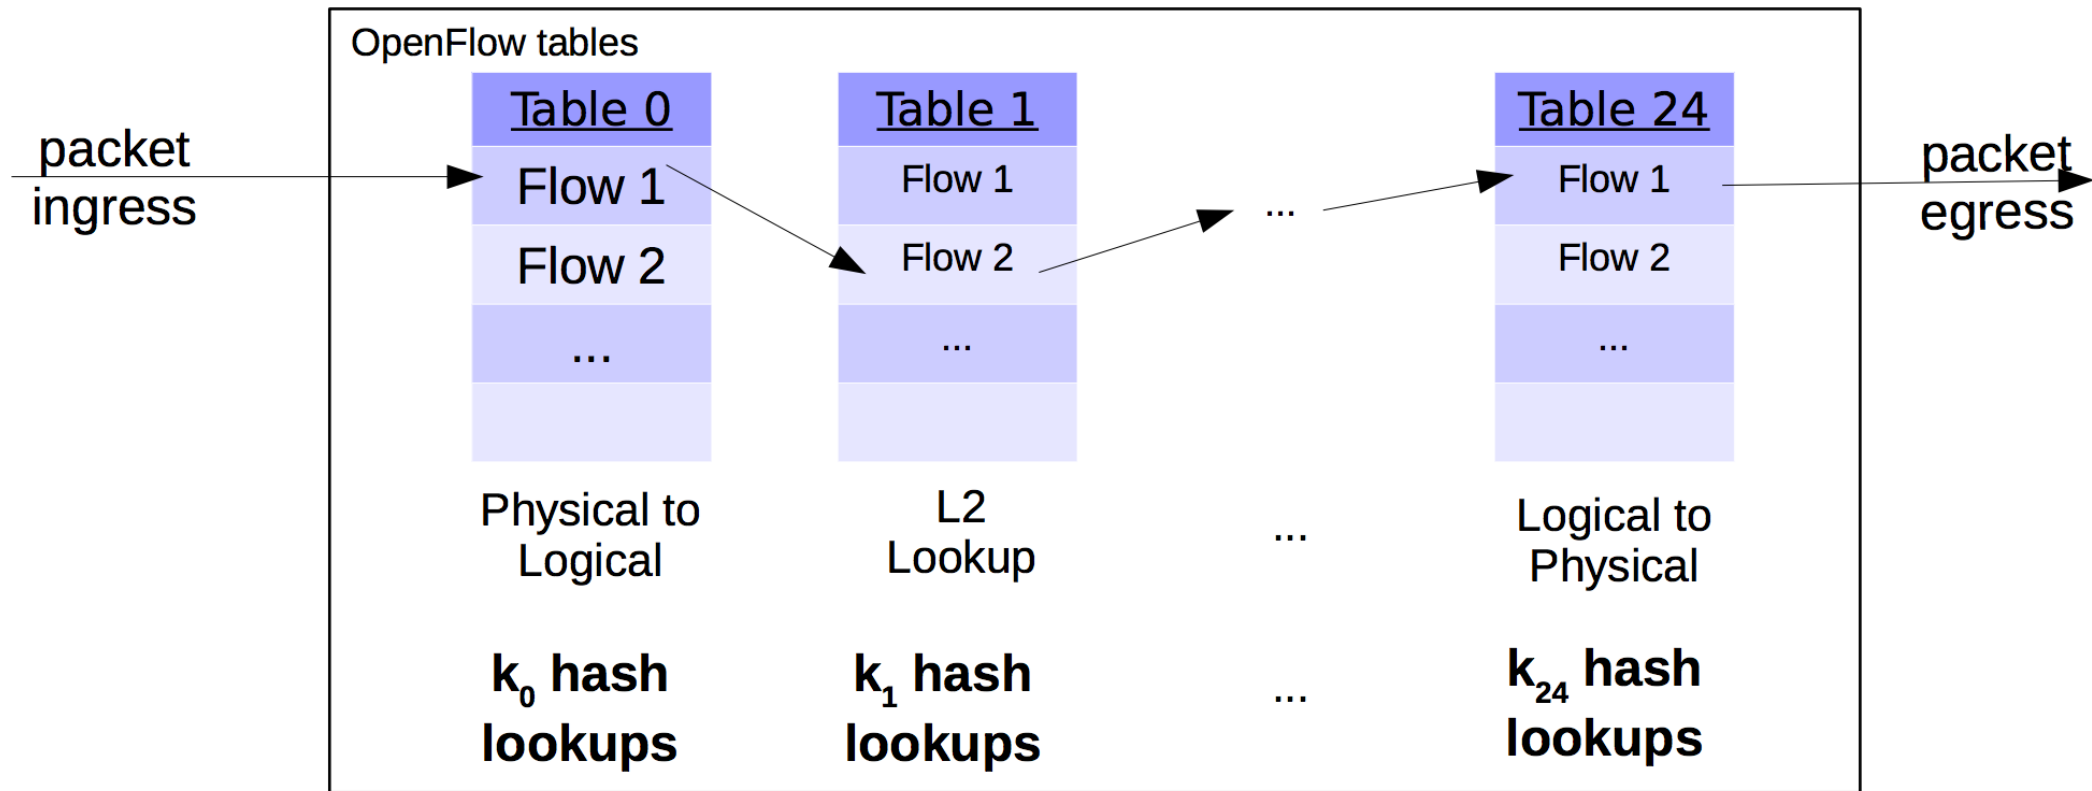 OpenFlow tables
packet
ingress
Table 0
Flow 1
Flow 2
...
Physical to
Logical
k0 hash
lookups
Table 1
Flow 1
Flow 2
...
L2
Lookup
k1 hash
lookups
...
...
...
Table 24
Flow 1
Flow 2
...
Logical to
Physical
k24 hash
lookups
packet
egress